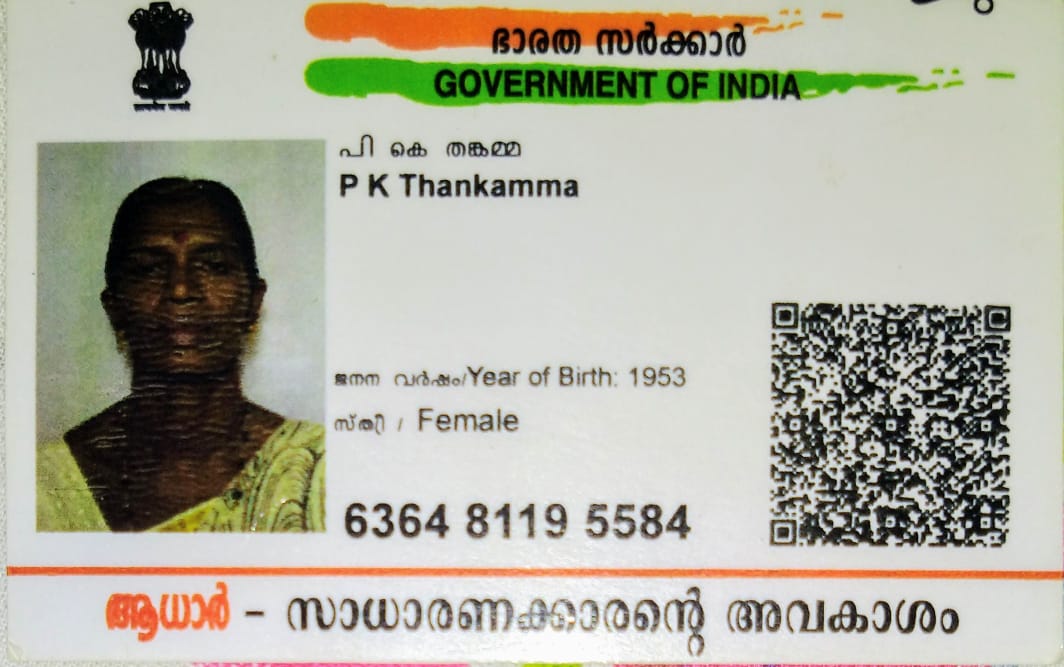 ഭാരത സർക്കാർ
GOVERNMENT OF INDIA
പി കെ തങ്കമ്മ
P K Thankamma
ജനന വർഷം/Year of Birth: 1953
സ്ത്രീ / Female
6364 8119 5584
ആധാർ – സാധാരണക്കാരന്റെ അവകാശം